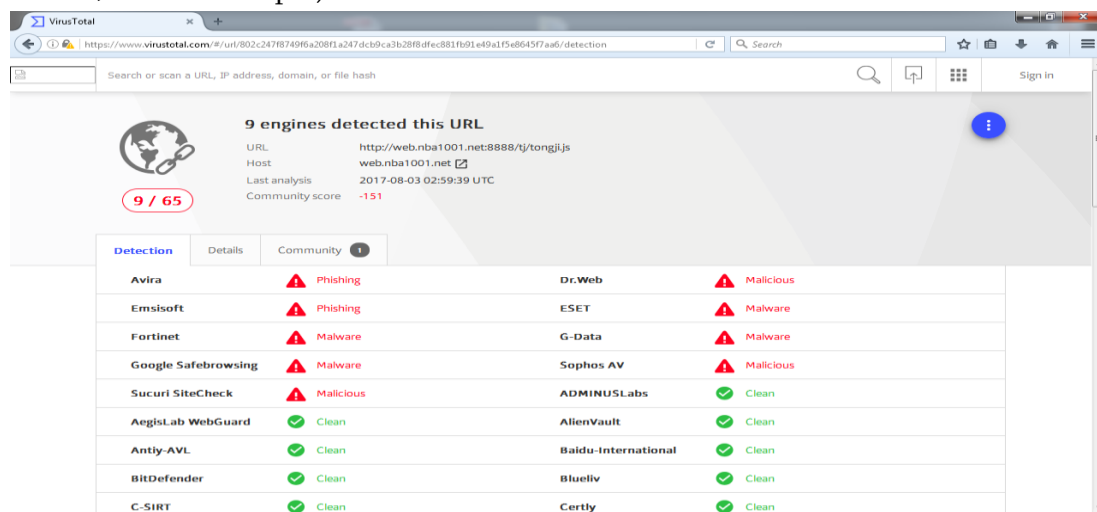 VirusTotal × +
https://www.virustotal.com/#/url/802c247f8749f6a208f1a247dcb9ca3b28f8dfec881fb91e49a1f5e8645f7aa6/detection Search
Search or scan a URL, IP address, domain, or file hash Sign in
9 engines detected this URL
URL http://web.nba1001.net:8888/tj/tongji.js
Host web.nba1001.net
Last analysis 2017-08-03 02:59:39 UTC
Community score -151
9 / 65
Detection Details Community 1
Avira Phishing Dr.Web Malicious
Emsisoft Phishing ESET Malware
Fortinet Malware G-Data Malware
Google Safebrowsing Malware Sophos AV Malicious
Sucuri SiteCheck Malicious ADMINUSLabs Clean
AegisLab WebGuard Clean AlienVault Clean
Antiy-AVL Clean Baidu-International Clean
BitDefender Clean Blueliv Clean
C-SIRT Clean Certly Clean